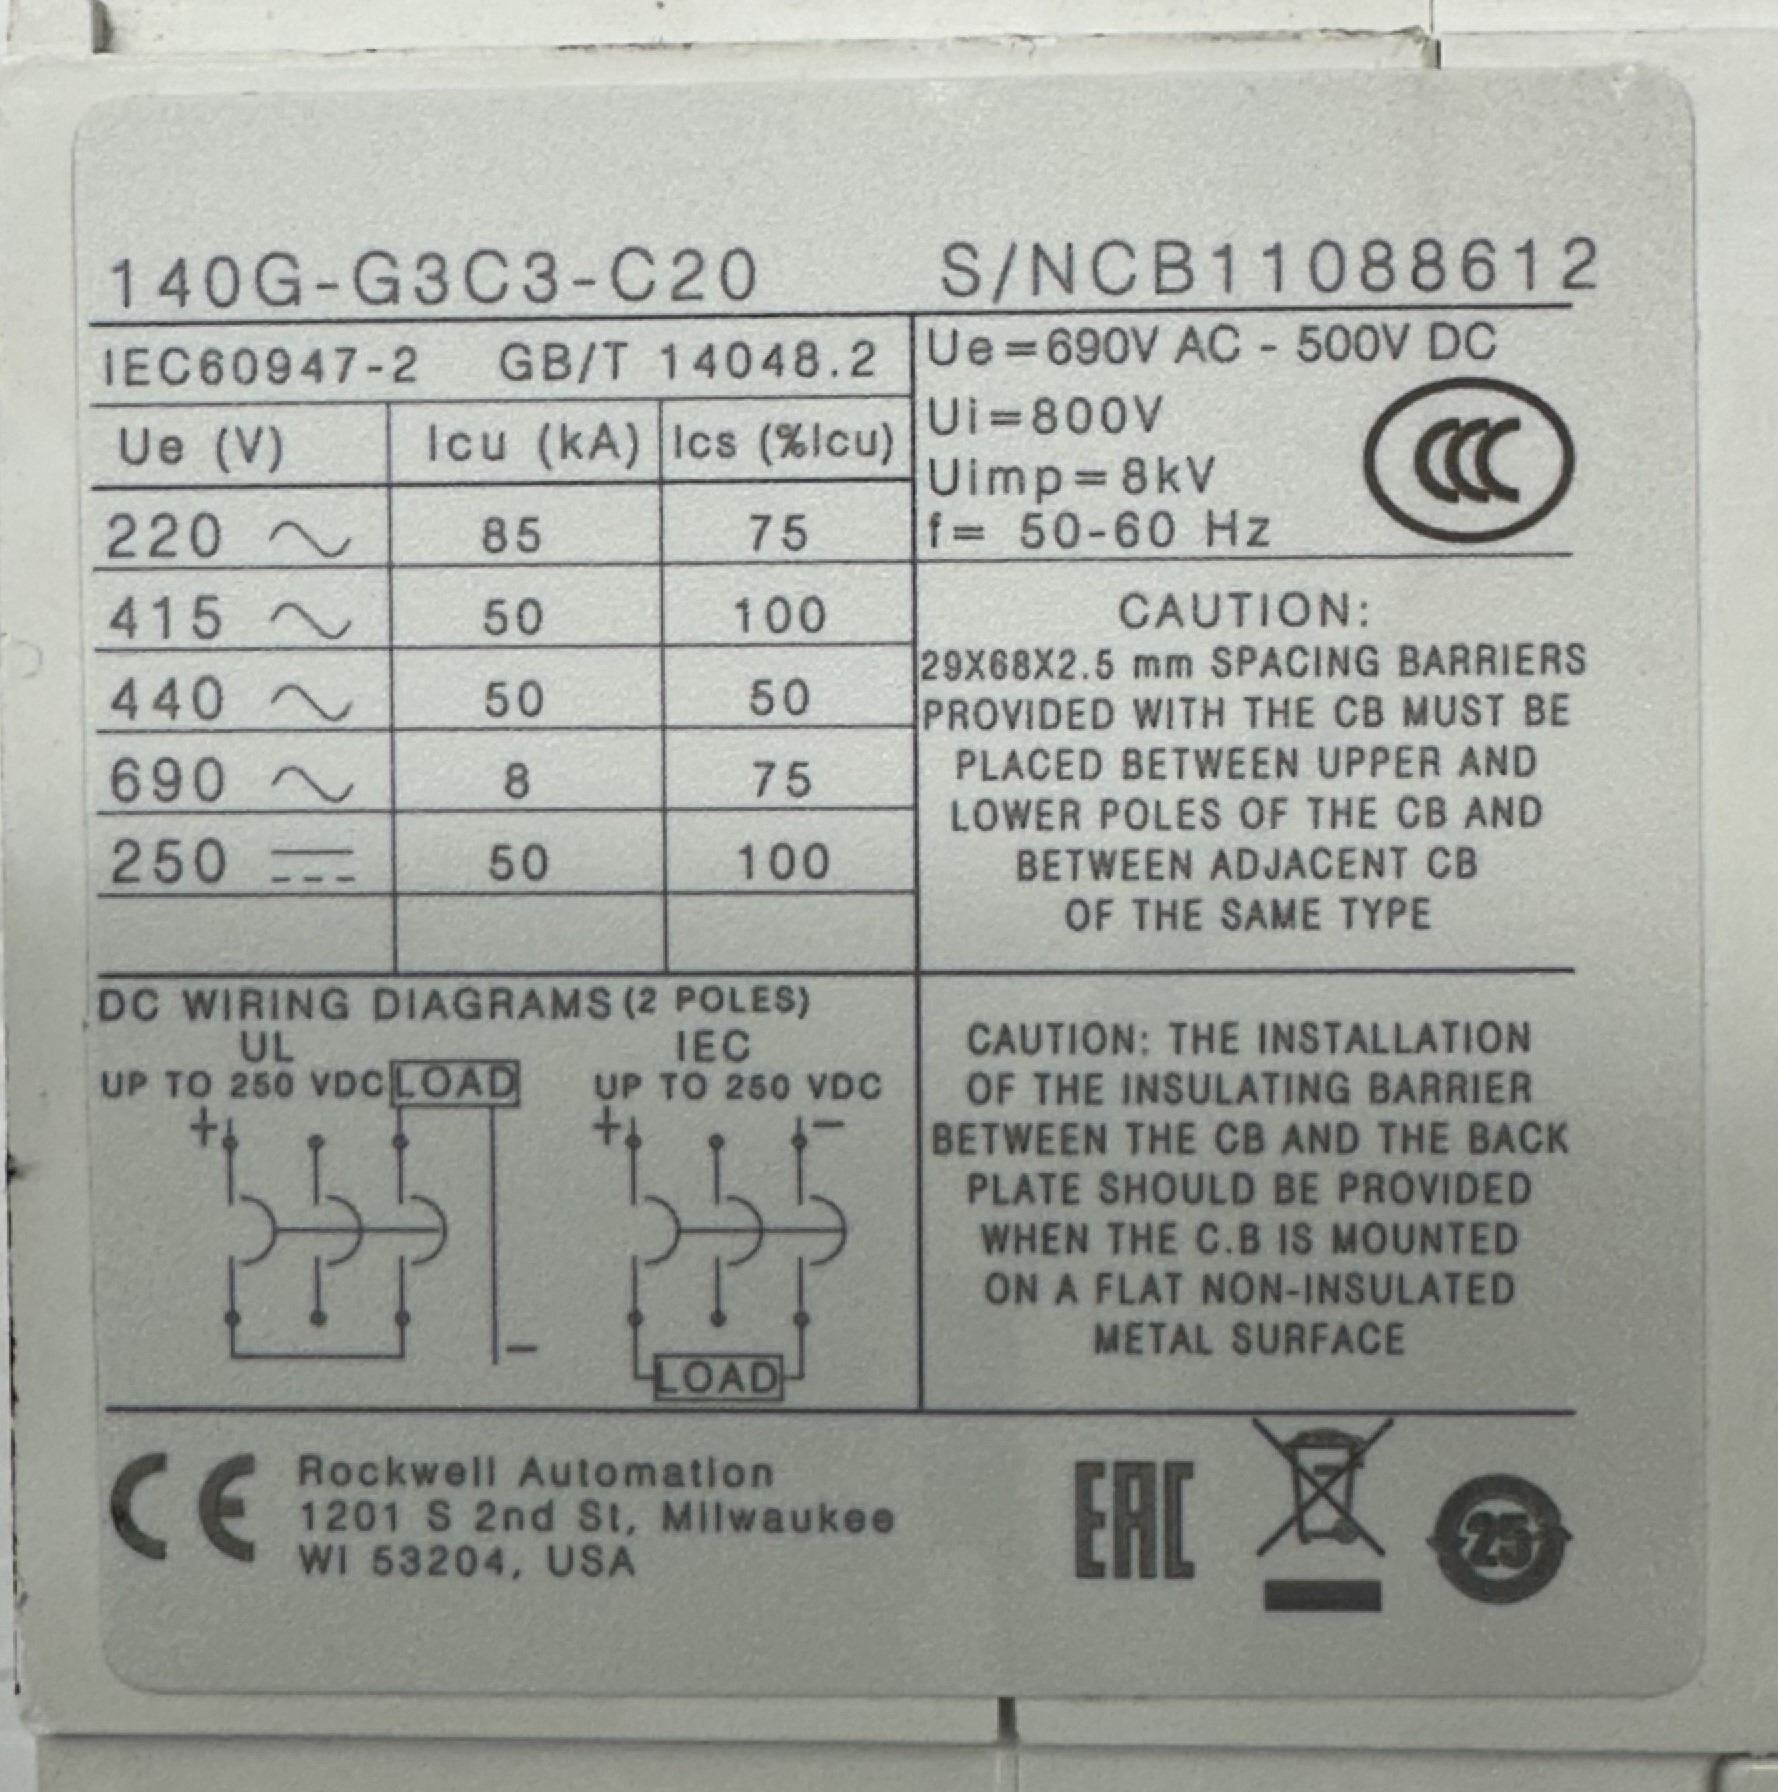 140G-G3C3-C20 S/NCB11088612
IEC60947-2 GB/T 14048.2
Ue (V) Icu (kA) Ics (%Icu)
220 ~ 85 75
415 ~ 50 100
440 ~ 50 50
690 ~ 8 75
250 ⎓ 50 100
Ue=690V AC - 500V DC
Ui=800V
Uimp=8kV
f= 50-60 Hz
CCC
CAUTION:
29X68X2.5 mm SPACING BARRIERS
PROVIDED WITH THE CB MUST BE
PLACED BETWEEN UPPER AND
LOWER POLES OF THE CB AND
BETWEEN ADJACENT CB
OF THE SAME TYPE
DC WIRING DIAGRAMS (2 POLES)
UL
UP TO 250 VDC
LOAD
+
-
IEC
UP TO 250 VDC
+ -
LOAD
CAUTION: THE INSTALLATION
OF THE INSULATING BARRIER
BETWEEN THE CB AND THE BACK
PLATE SHOULD BE PROVIDED
WHEN THE C.B IS MOUNTED
ON A FLAT NON-INSULATED
METAL SURFACE
CE
Rockwell Automation
1201 S 2nd St, Milwaukee
WI 53204, USA
EAC
25